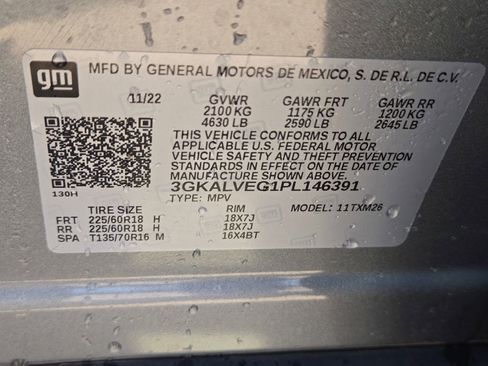 gm
MFD BY GENERAL MOTORS DE MEXICO, S. DE R.L. DE C.V.
11/22 GVWR GAWR FRT GAWR RR
2100 KG 1175 KG 1200 KG
4630 LB 2590 LB 2645 LB
THIS VEHICLE CONFORMS TO ALL
APPLICABLE U.S. FEDERAL MOTOR
VEHICLE SAFETY AND THEFT PREVENTION
STANDARDS IN EFFECT ON THE DATE OF
MANUFACTURE SHOWN ABOVE.
3GKALVEG1PL146391
130H
TYPE: MPV
TIRE SIZE RIM MODEL: 11TXM26
FRT 225/60R18 H 18X7J
RR 225/60R18 H 18X7J
SPA T135/70R16 M 16X4BT